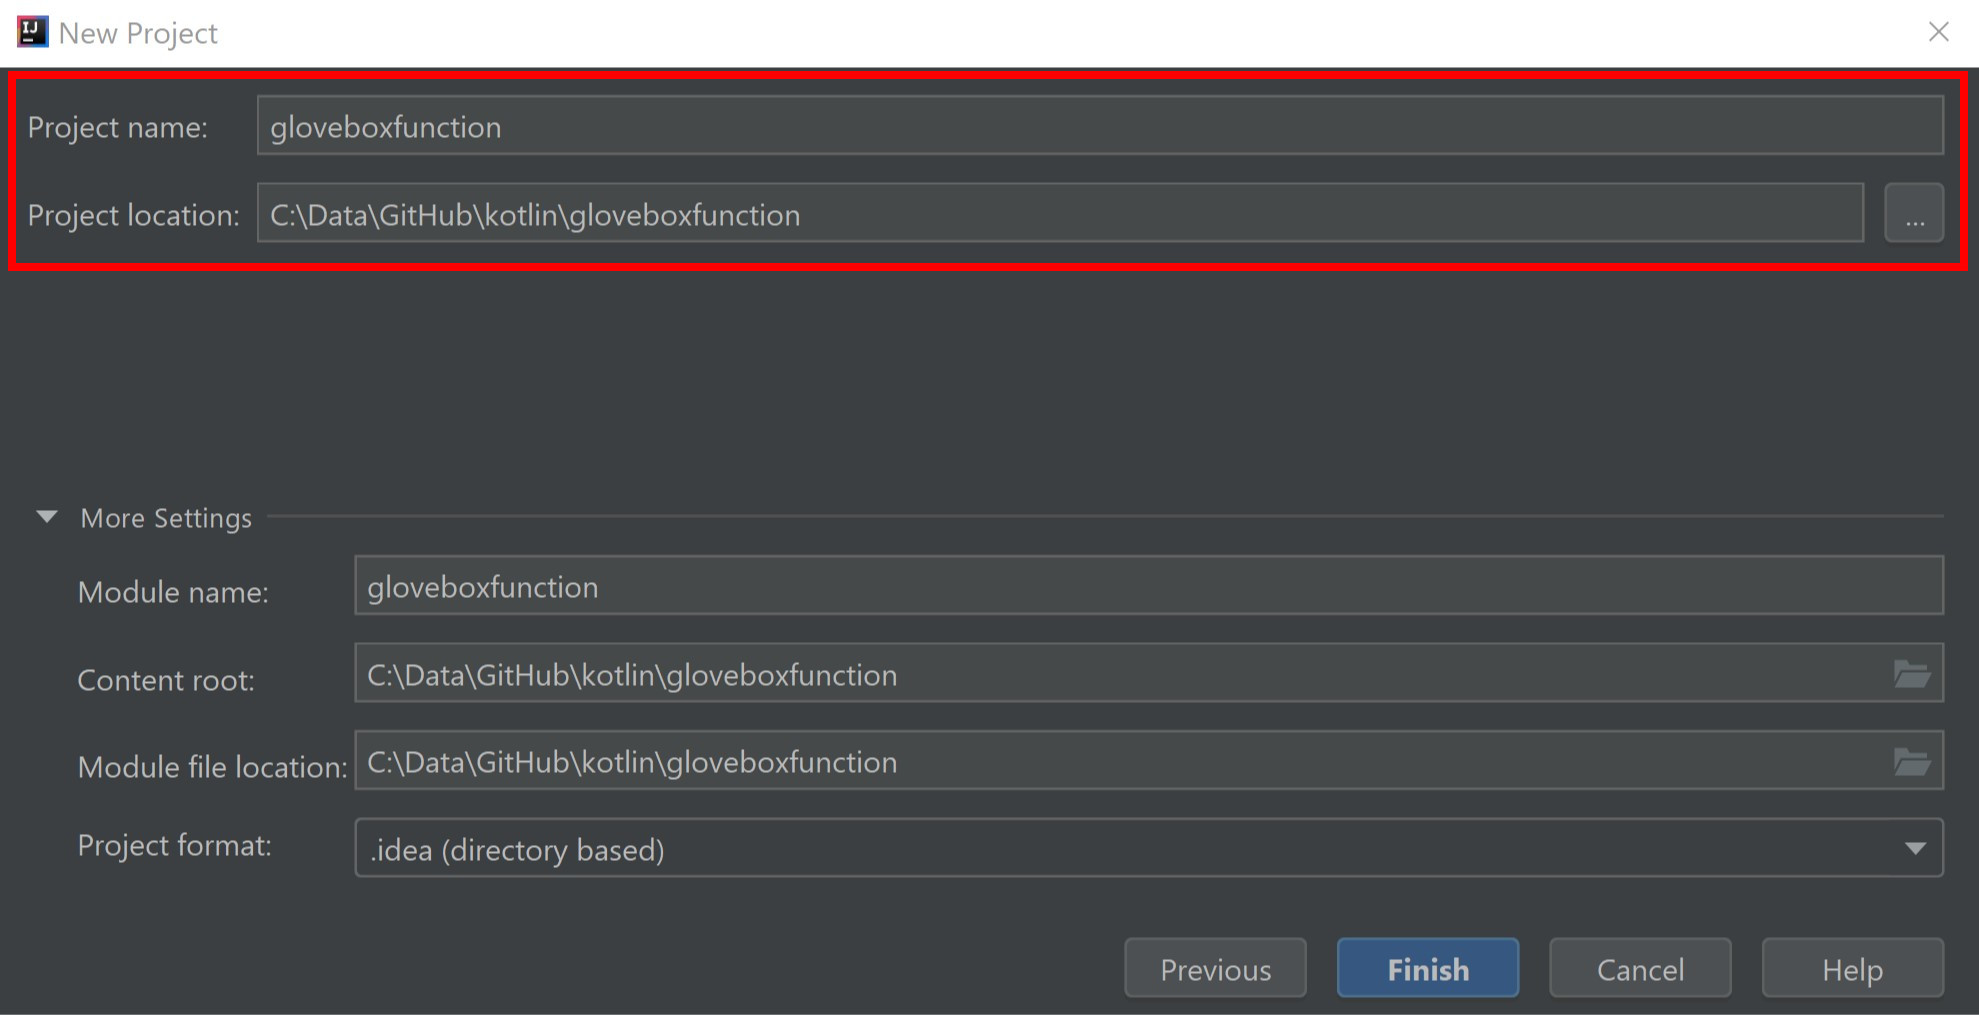 IJ New Project
Project name: gloveboxfunction
Project location: C:\Data\GitHub\kotlin\gloveboxfunction ...
More Settings
Module name: gloveboxfunction
Content root: C:\Data\GitHub\kotlin\gloveboxfunction
Module file location: C:\Data\GitHub\kotlin\gloveboxfunction
Project format: .idea (directory based)
Previous Finish Cancel Help